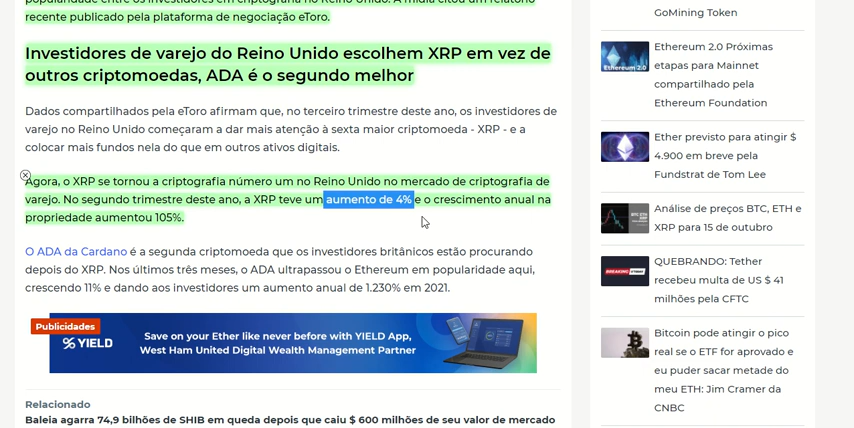 popularidade entre os investidores em criptografia no Reino Unido. A mídia citou um relatório
recente publicado pela plataforma de negociação eToro.
Investidores de varejo do Reino Unido escolhem XRP em vez de
outros criptomoedas, ADA é o segundo melhor
Dados compartilhados pela eToro afirmam que, no terceiro trimestre deste ano, os investidores de
varejo no Reino Unido começaram a dar mais atenção à sexta maior criptomoeda - XRP - e a
colocar mais fundos nela do que em outros ativos digitais.
Agora, o XRP se tornou a criptografia número um no Reino Unido no mercado de criptografia de
varejo. No segundo trimestre deste ano, a XRP teve um aumento de 4% e o crescimento anual na
propriedade aumentou 105%.
O ADA da Cardano é a segunda criptomoeda que os investidores britânicos estão procurando
depois do XRP. Nos últimos três meses, o ADA ultrapassou o Ethereum em popularidade aqui,
crescendo 11% e dando aos investidores um aumento anual de 1.230% em 2021.
Publicidades
YIELD
Save on your Ether like never before with YIELD App,
West Ham United Digital Wealth Management Partner
Relacionado
Baleia agarra 74,9 bilhões de SHIB em queda depois que caiu $ 600 milhões de seu valor de mercado
GoMining Token
Ethereum 2.0
Ethereum 2.0 Próximas
etapas para Mainnet
compartilhado pela
Ethereum Foundation
Ether previsto para atingir $
4.900 em breve pela
Fundstrat de Tom Lee
Análise de preços BTC, ETH e
XRP para 15 de outubro
BREAKING
QUEBRANDO: Tether
recebeu multa de US $ 41
milhões pela CFTC
Bitcoin pode atingir o pico
real se o ETF for aprovado e
eu puder sacar metade do
meu ETH: Jim Cramer da
CNBC